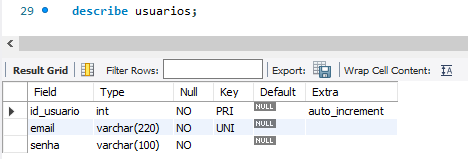 29 describe usuarios;
Result Grid Filter Rows: Export: Wrap Cell Content:
Field Type Null Key Default Extra
id_usuario int NO PRI NULL auto_increment
email varchar(220) NO UNI NULL
senha varchar(100) NO NULL